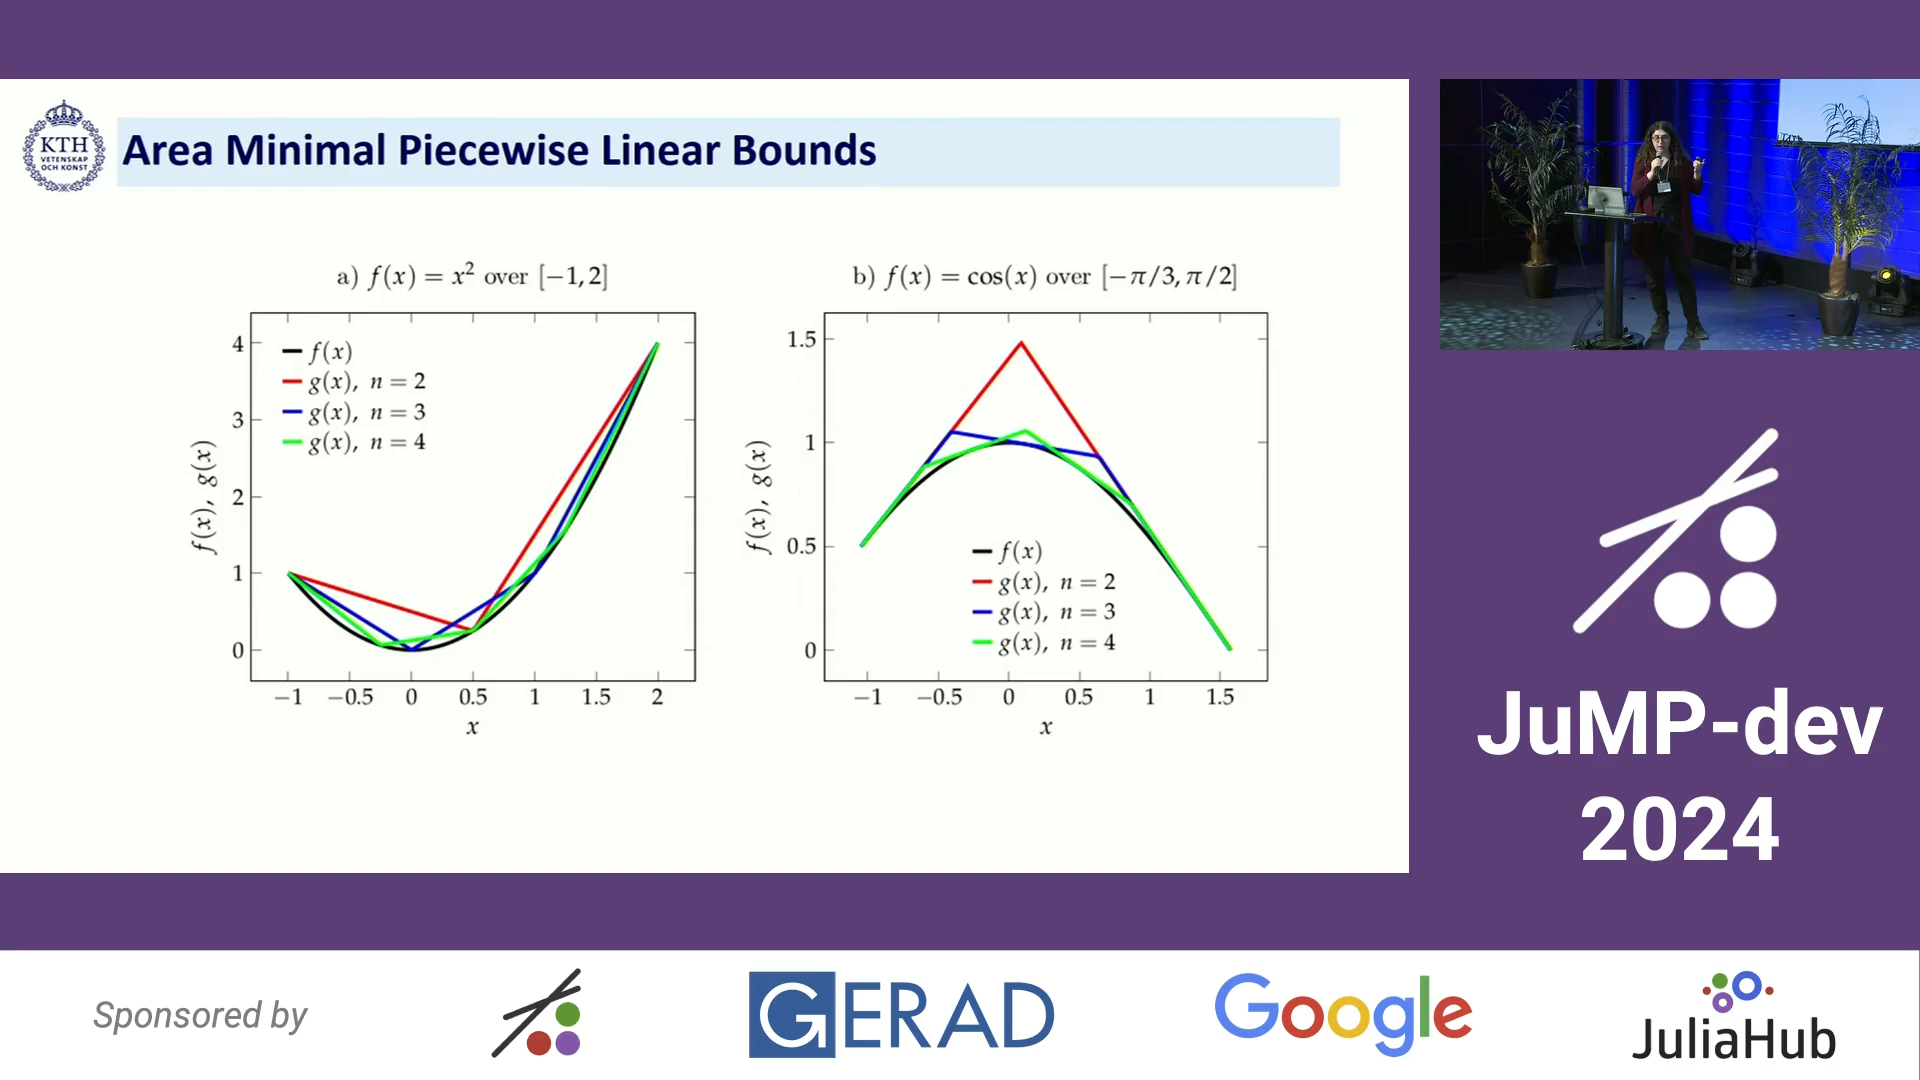 KTH
VETENSKAP
OCH KONST
Area Minimal Piecewise Linear Bounds
a) f(x) = x² over [−1, 2]
f(x), g(x)
4
3
2
1
0
f(x)
g(x), n = 2
g(x), n = 3
g(x), n = 4
−1 −0.5 0 0.5 1 1.5 2
x
b) f(x) = cos(x) over [−π/3, π/2]
f(x), g(x)
1.5
1
0.5
0
f(x)
g(x), n = 2
g(x), n = 3
g(x), n = 4
−1 −0.5 0 0.5 1 1.5
x
JuMP-dev
2024
Sponsored by
GERAD
Google
JuliaHub